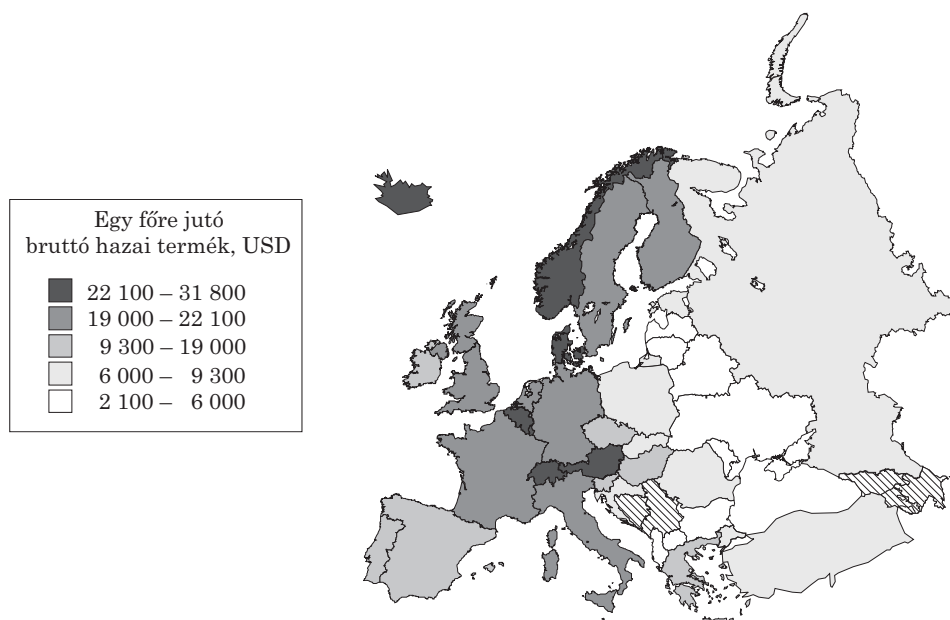 Egy főre jutó
bruttó hazai termék, USD
22 100 – 31 800
19 000 – 22 100
9 300 – 19 000
6 000 – 9 300
2 100 – 6 000